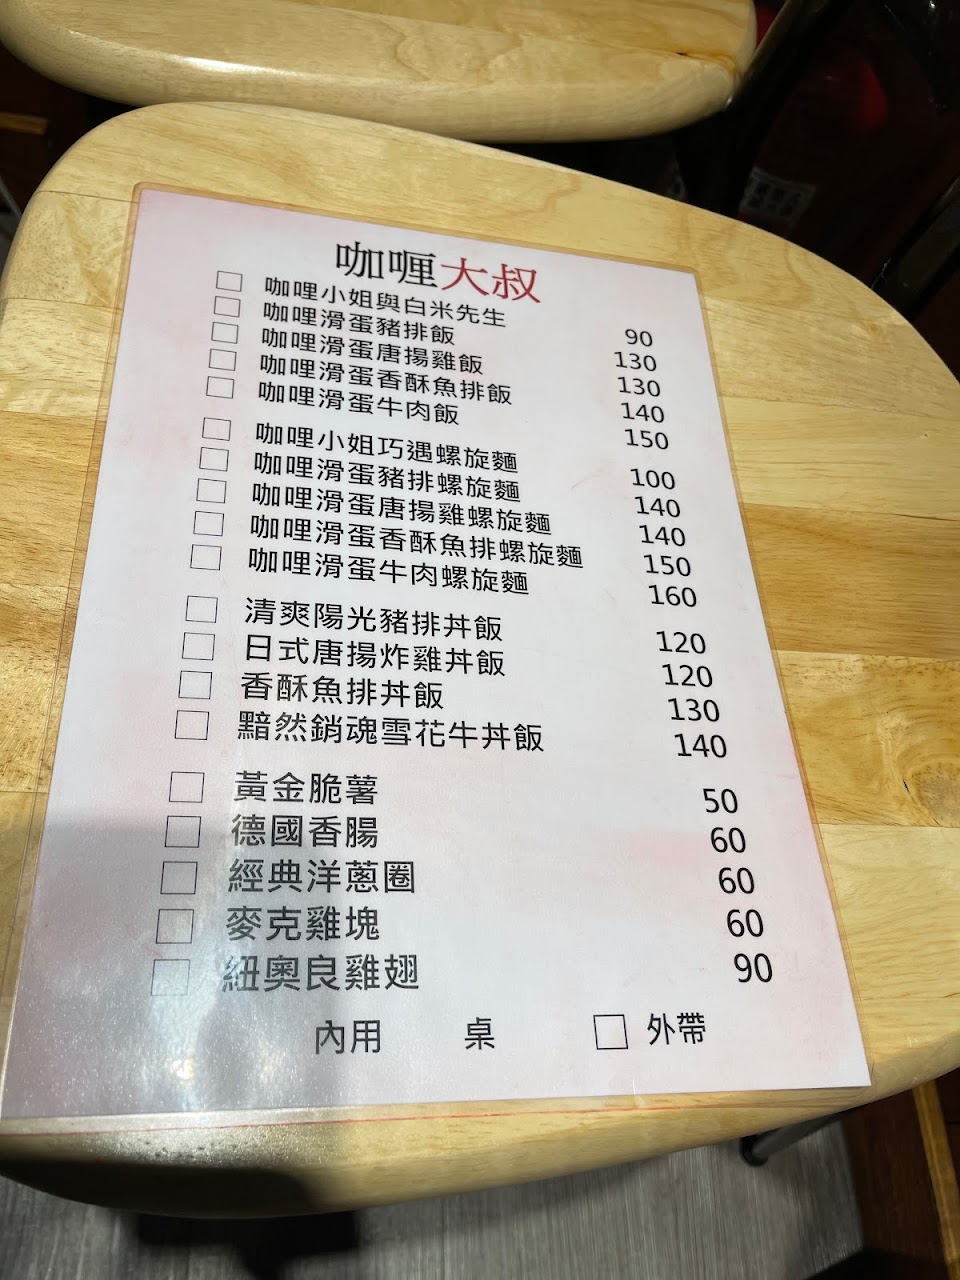 咖喱大叔
咖哩小姐與白米先生 90
咖哩滑蛋豬排飯 130
咖哩滑蛋唐揚雞飯 130
咖哩滑蛋香酥魚排飯 140
咖哩滑蛋牛肉飯 150
咖哩小姐巧遇螺旋麵 100
咖哩滑蛋豬排螺旋麵 140
咖哩滑蛋唐揚雞螺旋麵 140
咖哩滑蛋香酥魚排螺旋麵 150
咖哩滑蛋牛肉螺旋麵 160
清爽陽光豬排丼飯 120
日式唐揚炸雞丼飯 120
香酥魚排丼飯 130
黯然銷魂雪花牛丼飯 140
黃金脆薯 50
德國香腸 60
經典洋蔥圈 60
麥克雞塊 60
紐奧良雞翅 90
內用 桌 外帶